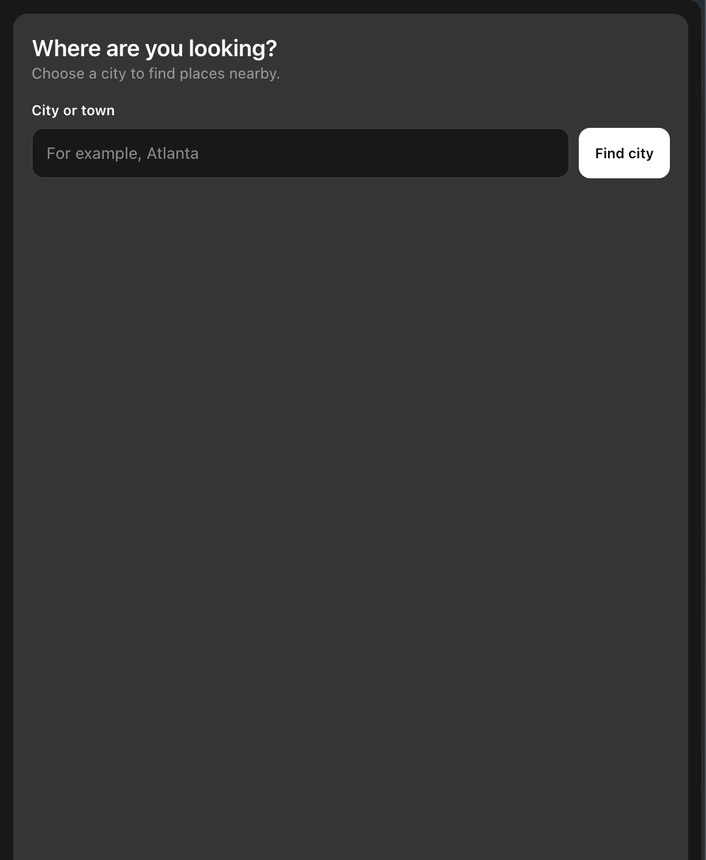 Where are you looking?
Choose a city to find places nearby.
City or town
For example, Atlanta
Find city